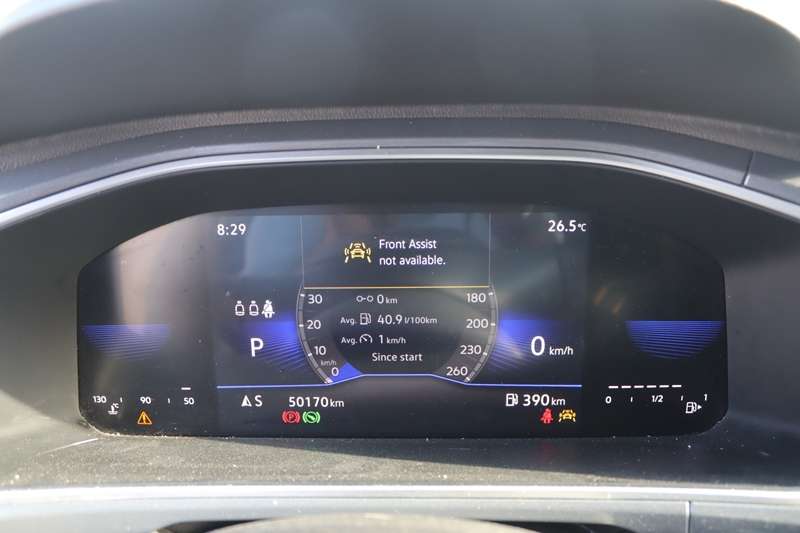 8:29
26.5°C
Front Assist
not available.
30
0 km
180
20
Avg. 40.9 l/100km
200
Avg. 1 km/h
10
230
Since start
km/h
0
260
P
0 km/h
130 90 50
0 1/2 1
S
50170 km
390 km
P